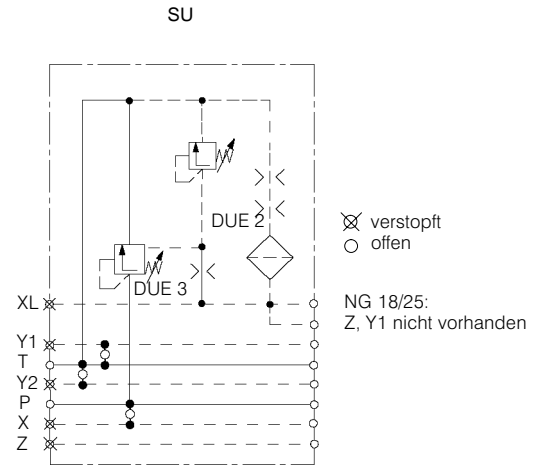 SU
DUE 2
DUE 3
verstopft
offen
NG 18/25:
Z, Y1 nicht vorhanden
XL
Y1
T
Y2
P
X
Z